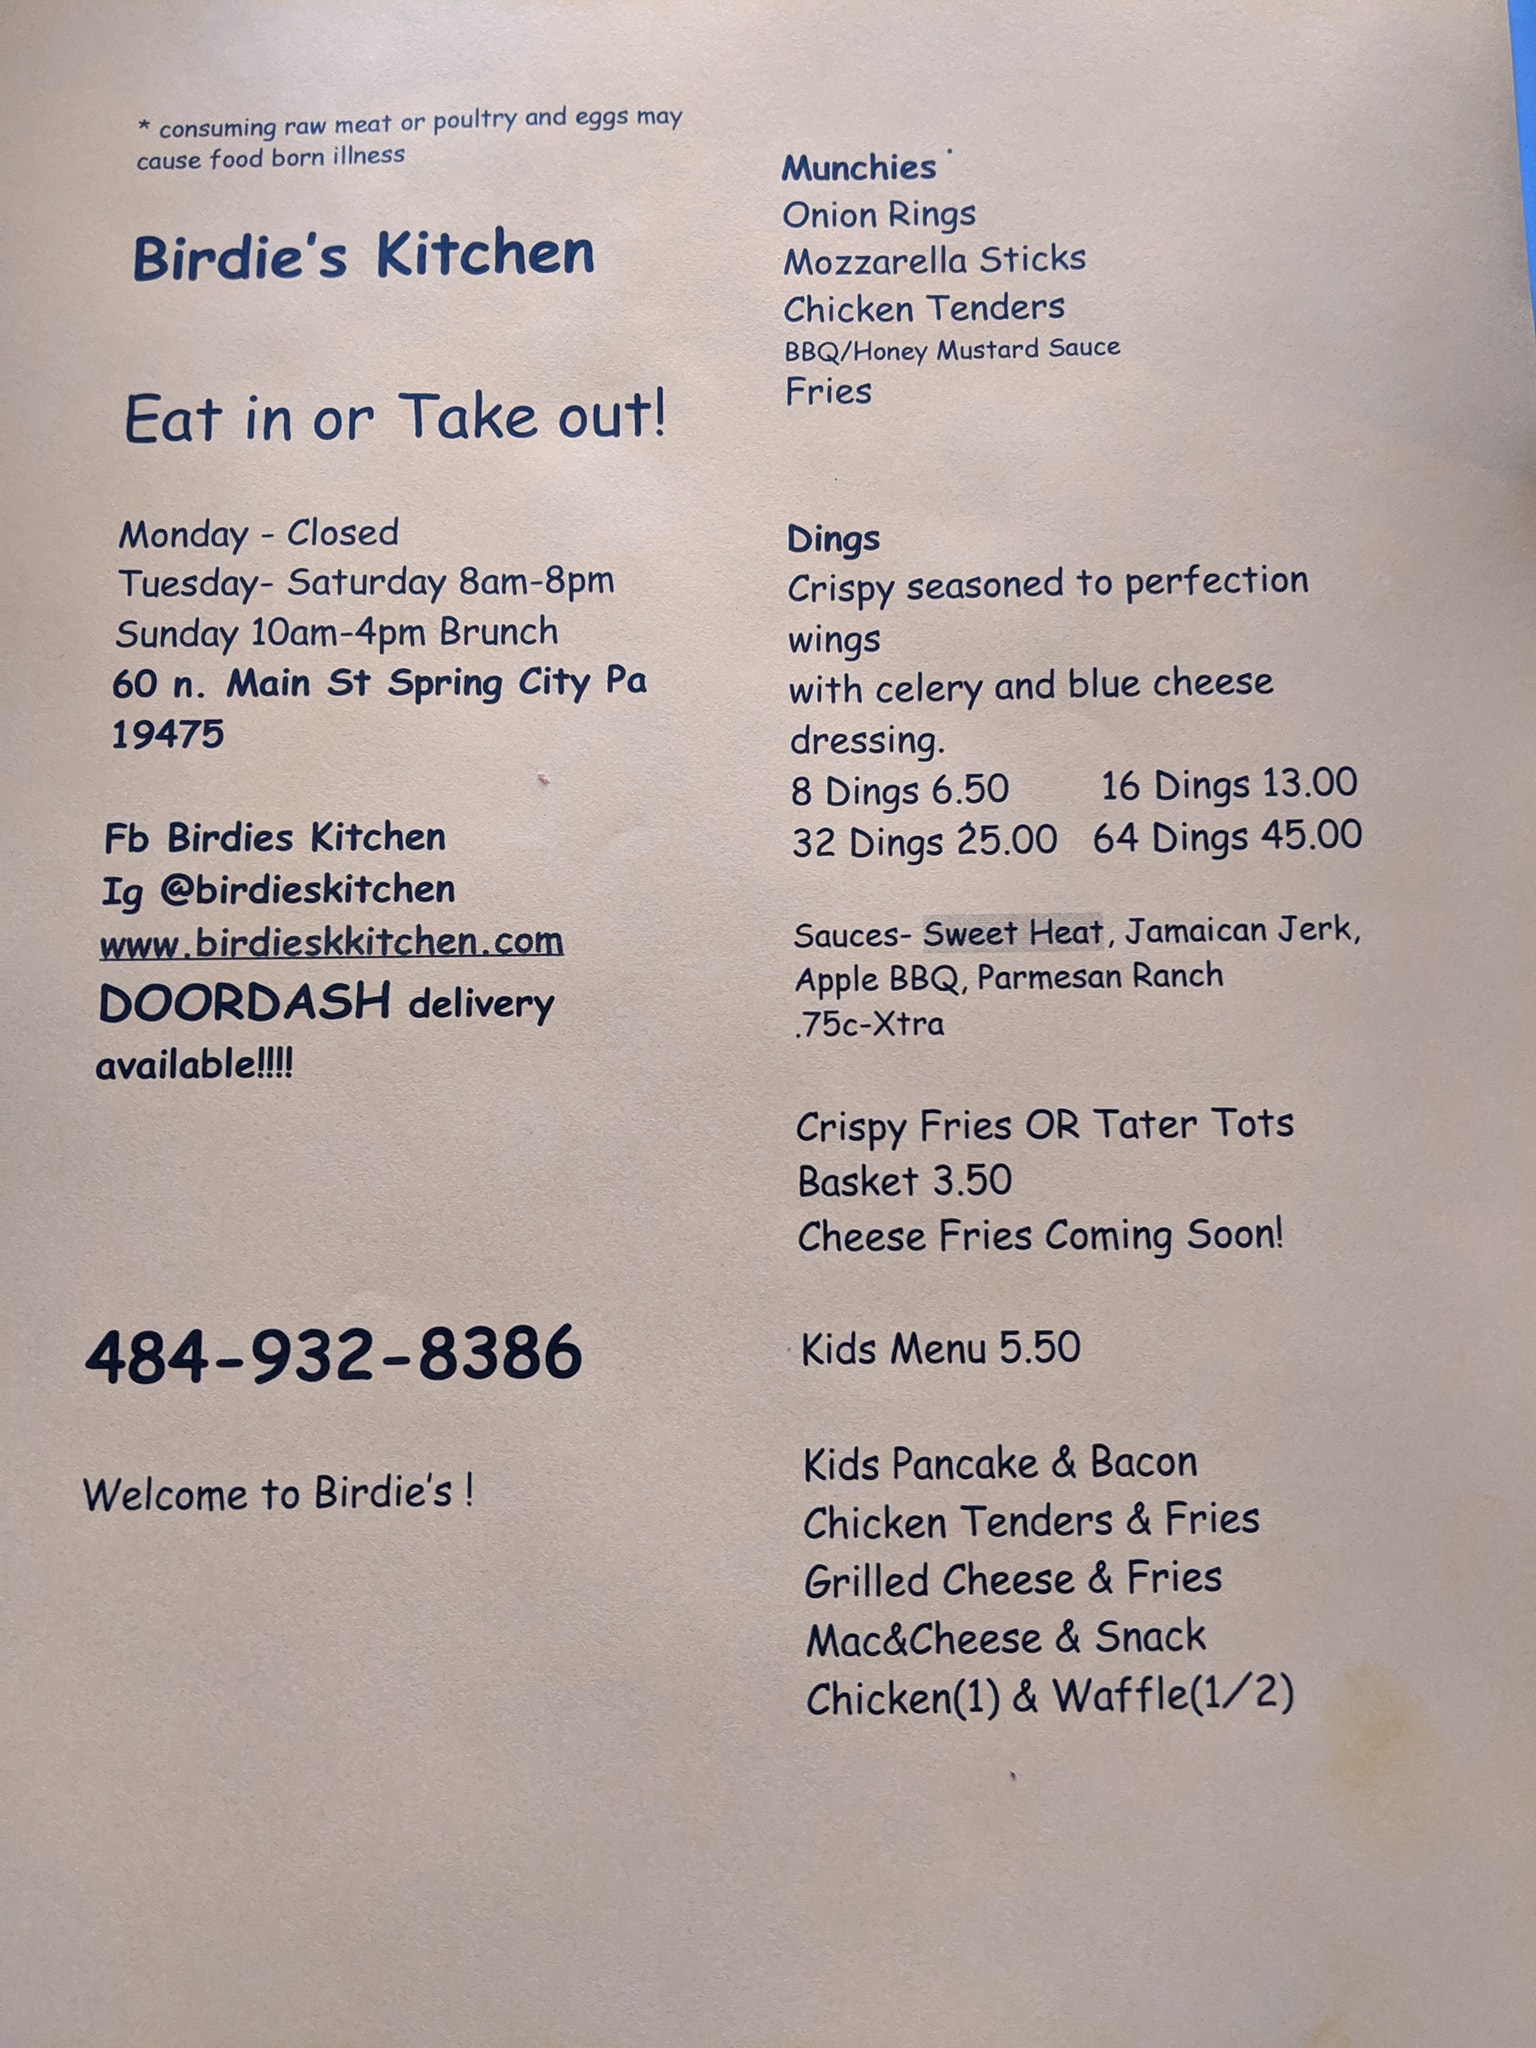 * consuming raw meat or poultry and eggs may
cause food born illness
Birdie's Kitchen
Eat in or Take out!
Monday - Closed
Tuesday- Saturday 8am-8pm
Sunday 10am-4pm Brunch
60 n. Main St Spring City Pa
19475
Fb Birdies Kitchen
Ig @birdieskitchen
www.birdieskkitchen.com
DOORDASH delivery
available!!!!
484-932-8386
Welcome to Birdie's !
Munchies
Onion Rings
Mozzarella Sticks
Chicken Tenders
BBQ/Honey Mustard Sauce
Fries
Dings
Crispy seasoned to perfection
wings
with celery and blue cheese
dressing.
8 Dings 6.50 16 Dings 13.00
32 Dings 25.00 64 Dings 45.00
Sauces- Sweet Heat, Jamaican Jerk,
Apple BBQ, Parmesan Ranch
.75c-Xtra
Crispy Fries OR Tater Tots
Basket 3.50
Cheese Fries Coming Soon!
Kids Menu 5.50
Kids Pancake & Bacon
Chicken Tenders & Fries
Grilled Cheese & Fries
Mac&Cheese & Snack
Chicken(1) & Waffle(1/2)